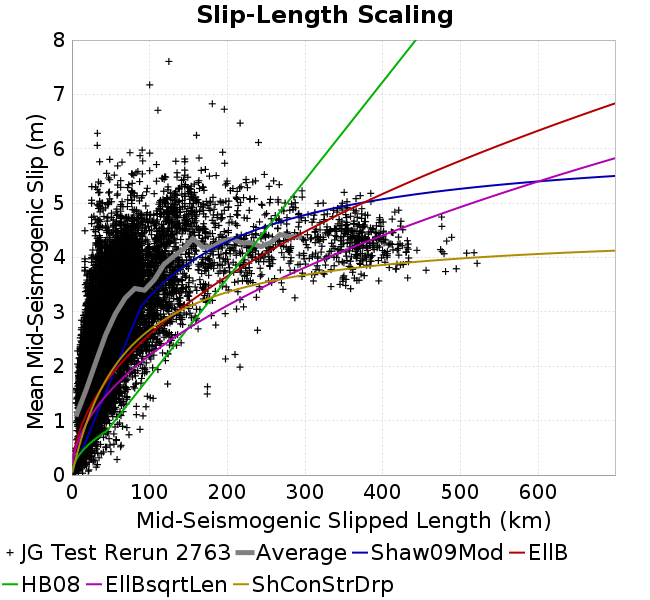 Slip-Length Scaling
Mean Mid-Seismogenic Slip (m)
8
7
6
5
4
3
2
1
0
0 100 200 300 400 500 600
Mid-Seismogenic Slipped Length (km)
JG Test Rerun 2763 Average Shaw09Mod EllB
HB08 EllBsqrtLen ShConStrDrp